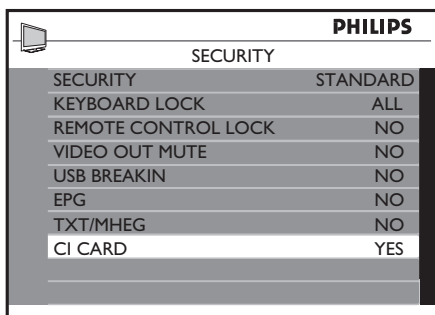 PHILIPS
SECURITY
SECURITY STANDARD
KEYBOARD LOCK ALL
REMOTE CONTROL LOCK NO
VIDEO OUT MUTE NO
USB BREAKIN NO
EPG NO
TXT/MHEG NO
CI CARD YES